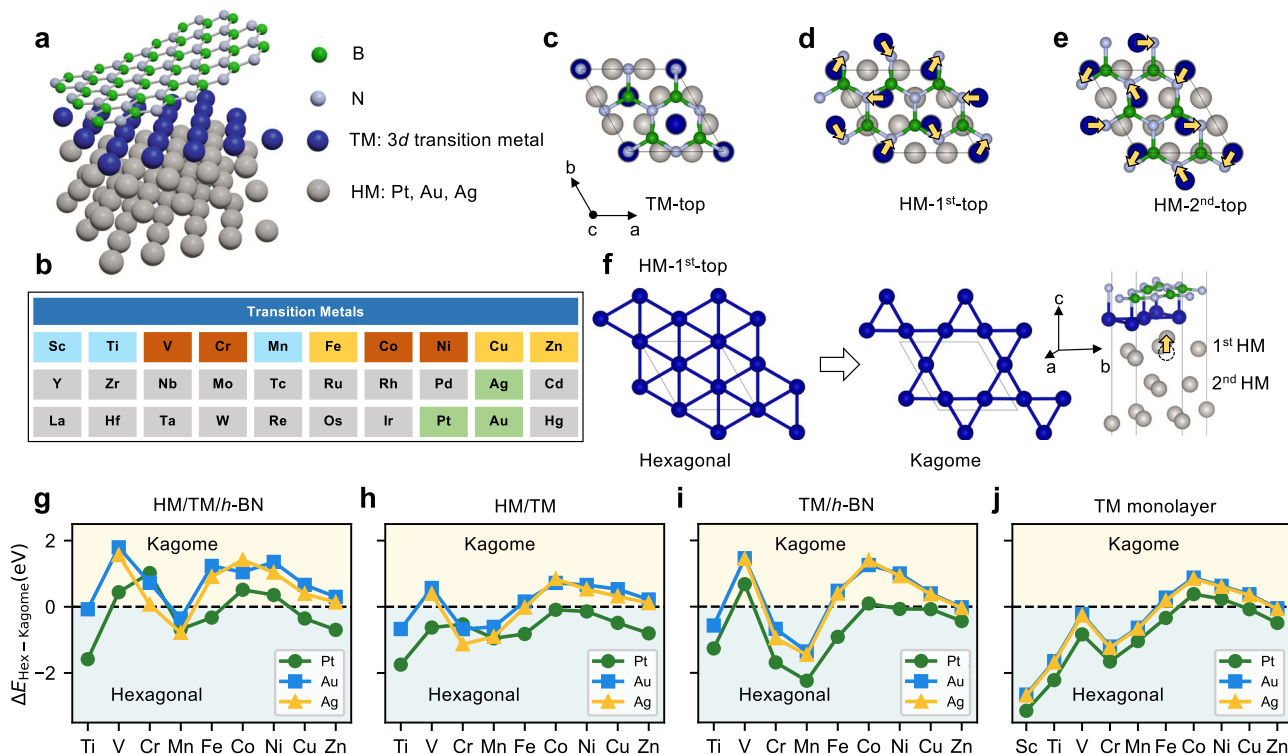 a
B
N
TM: 3d transition metal
HM: Pt, Au, Ag
c
b
c
a
TM-top
d
HM-1st-top
e
HM-2nd-top
b
Transition Metals
Sc Ti V Cr Mn Fe Co Ni Cu Zn
Y Zr Nb Mo Tc Ru Rh Pd Ag Cd
La Hf Ta W Re Os Ir Pt Au Hg
f
HM-1st-top
Hexagonal
Kagome
c
a
b
1st HM
2nd HM
g
HM/TM/h-BN
ΔE Hex − Kagome (eV)
2
0
−2
Kagome
Hexagonal
Pt
Au
Ag
Ti V Cr Mn Fe Co Ni Cu Zn
h
HM/TM
Kagome
Hexagonal
Pt
Au
Ag
Ti V Cr Mn Fe Co Ni Cu Zn
i
TM/h-BN
Kagome
Hexagonal
Pt
Au
Ag
Ti V Cr Mn Fe Co Ni Cu Zn
j
TM monolayer
Kagome
Hexagonal
Pt
Au
Ag
Sc Ti V Cr Mn Fe Co Ni Cu Zn